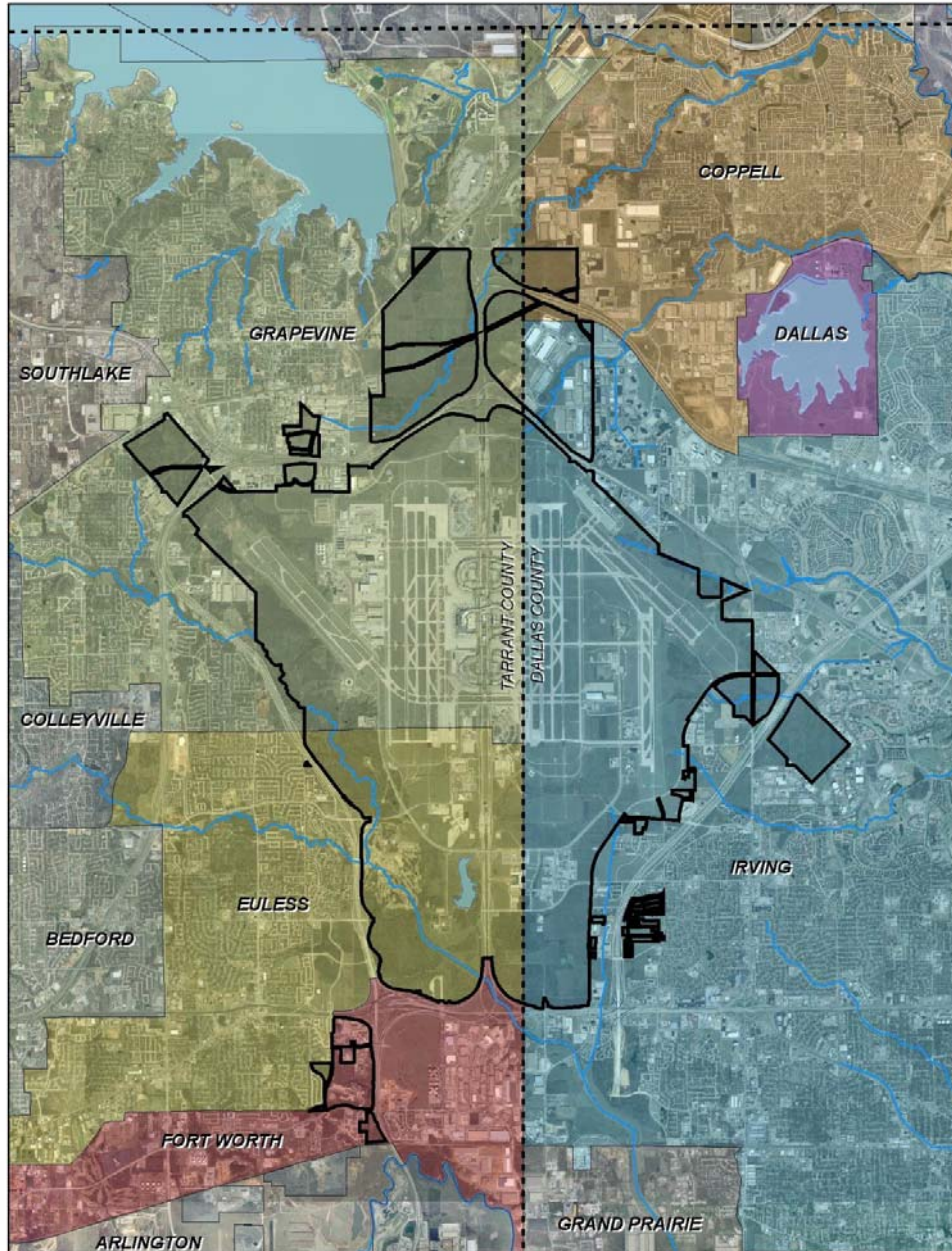 COPPELL
GRAPEVINE
DALLAS
SOUTHLAKE
TARRANT COUNTY
DALLAS COUNTY
COLLEYVILLE
IRVING
EULESS
BEDFORD
FORT WORTH
GRAND PRAIRIE
ARLINGTON